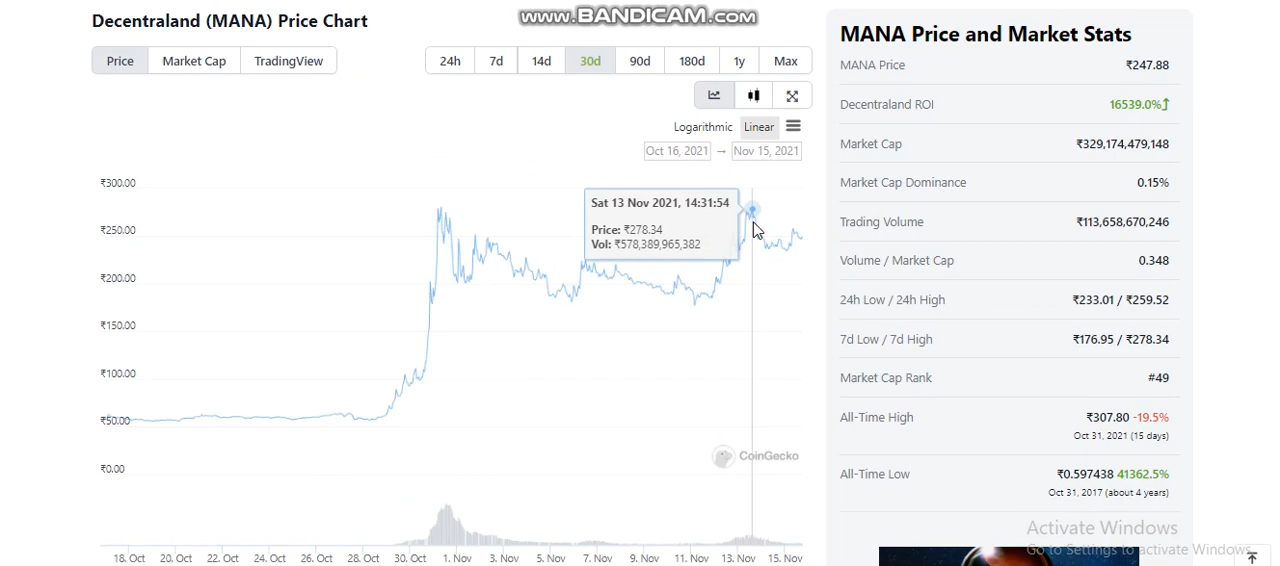 www.BANDICAM.com
Decentraland (MANA) Price Chart
Price Market Cap TradingView
24h 7d 14d 30d 90d 180d 1y Max
Logarithmic Linear
Oct 16, 2021 → Nov 15, 2021
₹300.00
₹250.00
₹200.00
₹150.00
₹100.00
₹50.00
₹0.00
Sat 13 Nov 2021, 14:31:54
Price: ₹278.34
Vol: ₹578,389,965,382
CoinGecko
18. Oct 20. Oct 22. Oct 24. Oct 26. Oct 28. Oct 30. Oct 1. Nov 3. Nov 5. Nov 7. Nov 9. Nov 11. Nov 13. Nov 15. Nov
MANA Price and Market Stats
MANA Price ₹247.88
Decentraland ROI 16539.0%
Market Cap ₹329,174,479,148
Market Cap Dominance 0.15%
Trading Volume ₹113,658,670,246
Volume / Market Cap 0.348
24h Low / 24h High ₹233.01 / ₹259.52
7d Low / 7d High ₹176.95 / ₹278.34
Market Cap Rank #49
All-Time High ₹307.80 -19.5%
Oct 31, 2021 (15 days)
All-Time Low ₹0.597438 41362.5%
Oct 31, 2017 (about 4 years)
Activate Windows
Go to Settings to activate Windows.